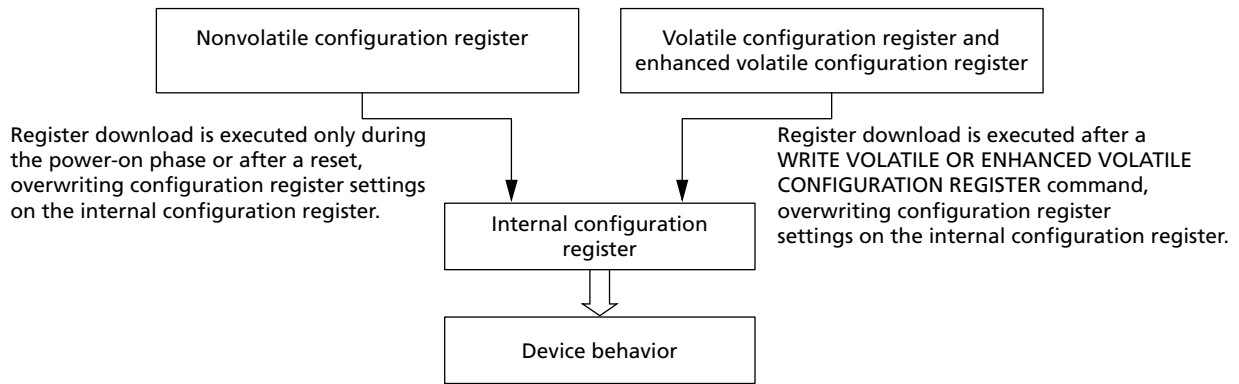 Nonvolatile configuration register
Volatile configuration register and
enhanced volatile configuration register
Register download is executed only during
the power-on phase or after a reset,
overwriting configuration register settings
on the internal configuration register.
Register download is executed after a
WRITE VOLATILE OR ENHANCED VOLATILE
CONFIGURATION REGISTER command,
overwriting configuration register
settings on the internal configuration register.
Internal configuration
register
Device behavior